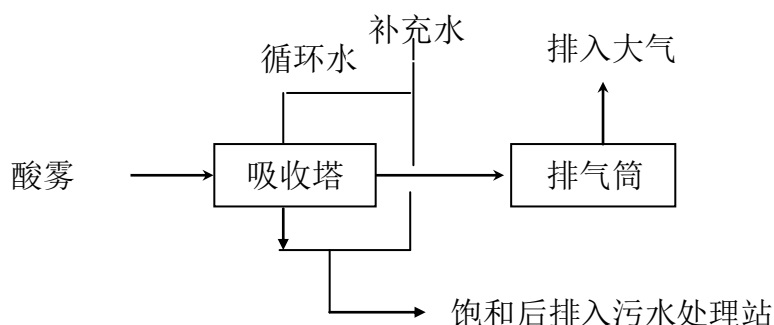 补充水
循环水
排入大气
酸雾
吸收塔
排气筒
饱和后排入污水处理站